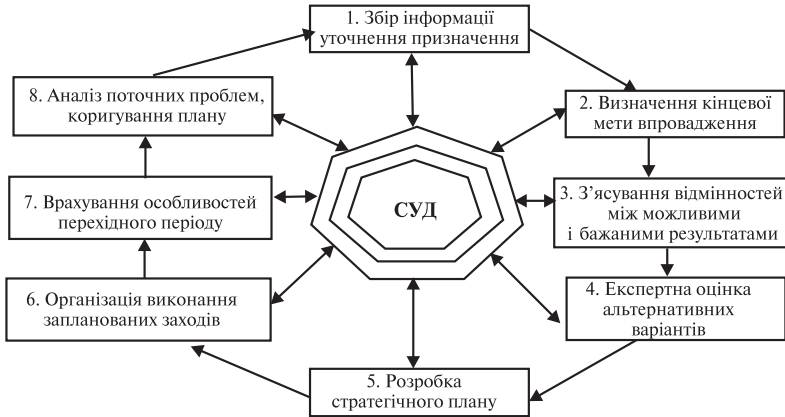 1. Збір інформації
уточнення призначення
2. Визначення кінцевої
мети впровадження
3. З’ясування відмінностей
між можливими
і бажаними результатами
4. Експертна оцінка
альтернативних
варіантів
5. Розробка
стратегічного плану
6. Організація виконання
запланованих заходів
7. Врахування особливостей
перехідного періоду
8. Аналіз поточних проблем,
коригування плану
СУД